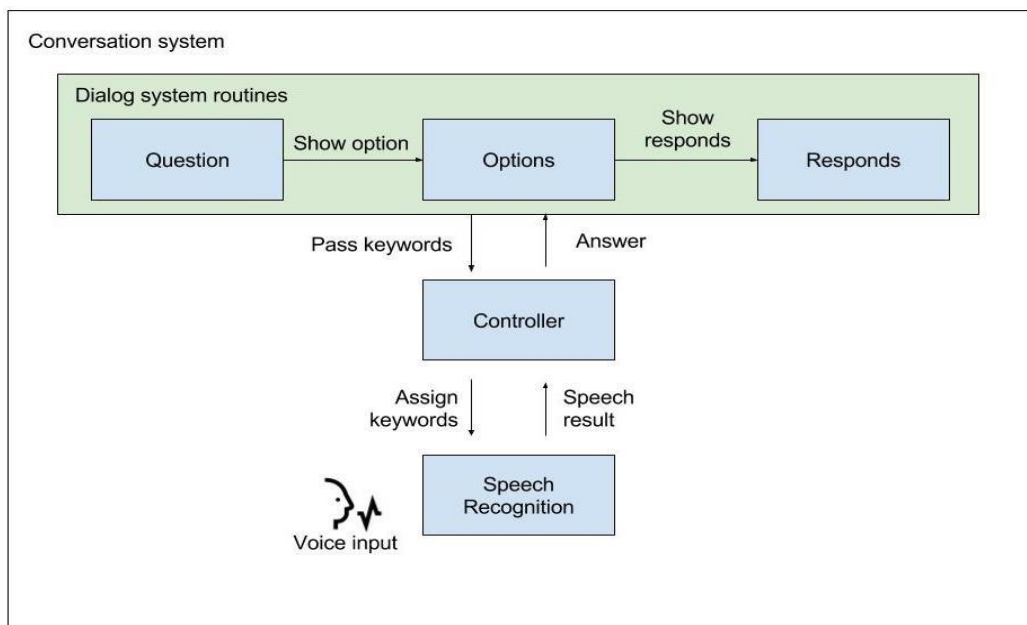 Conversation system
Dialog system routines
Question
Show option
Options
Show
responds
Responds
Pass keywords
Answer
Controller
Assign
keywords
Speech
result
Speech
Recognition
Voice input